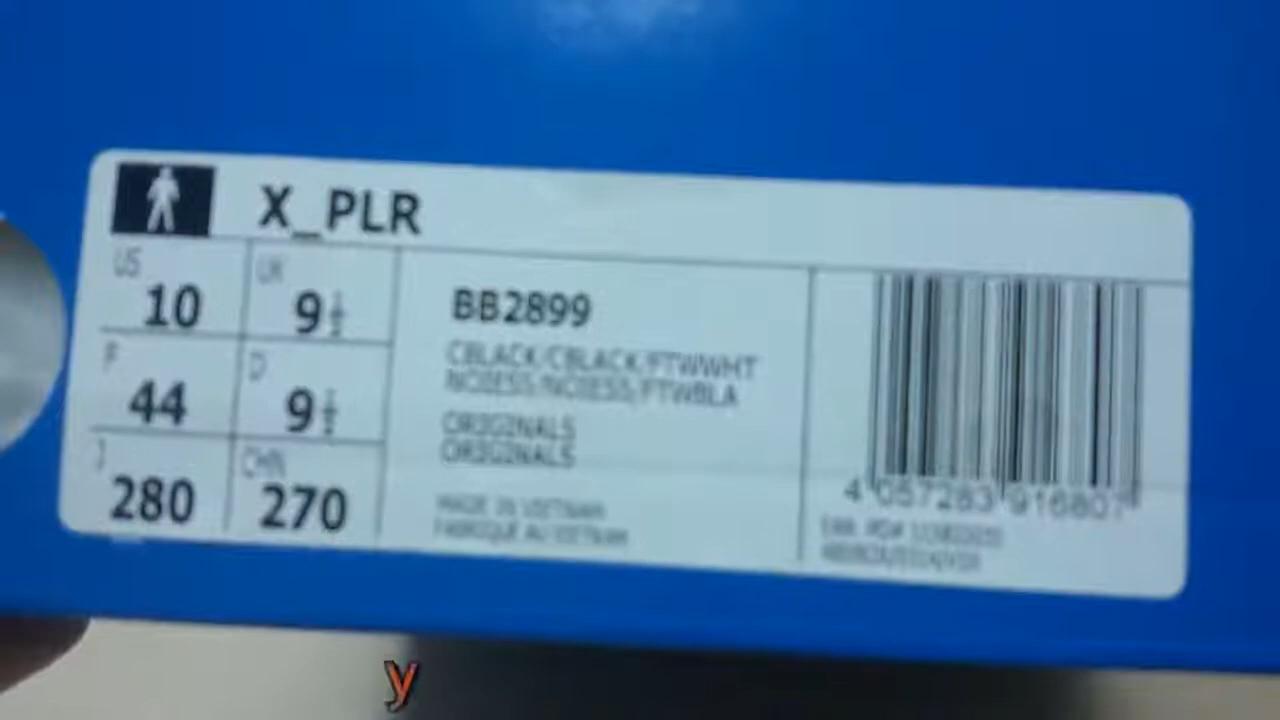 X_PLR
US 10 UK 9½
F 44 D 9½
J 280 CHN 270
BB2899
CBLACK/CBLACK/FTWWHT
NOIESS/NOIESS/FTWBLA
ORIGINALS
ORIGINALS
MADE IN VIETNAM
FABRIQUE AU VIETNAM
4 057283 916807
y